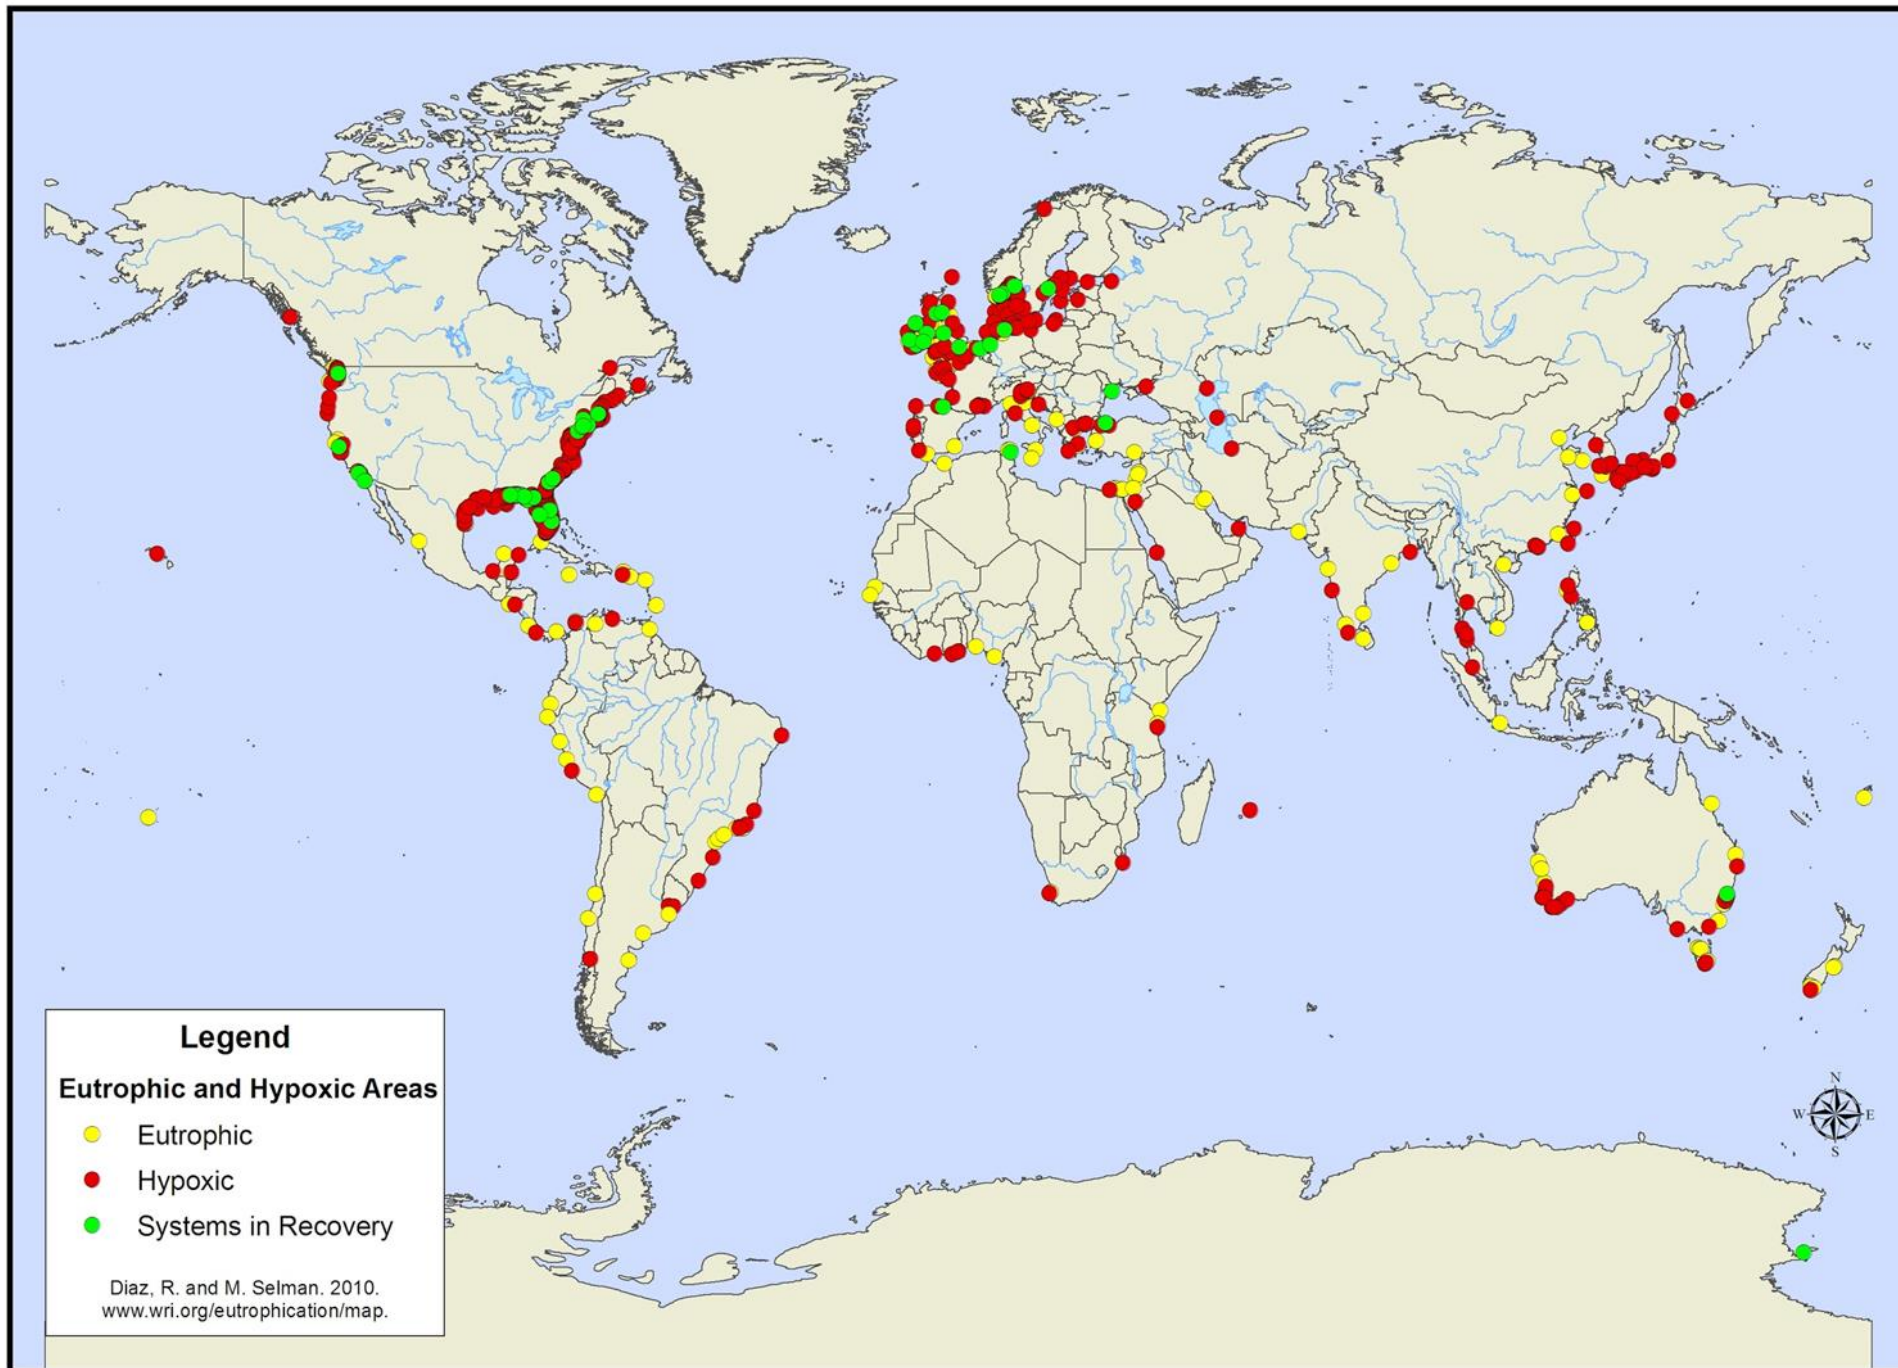 Legend
Eutrophic and Hypoxic Areas
Eutrophic
Hypoxic
Systems in Recovery
Diaz, R. and M. Selman. 2010.
www.wri.org/eutrophication/map.
N
W E
S